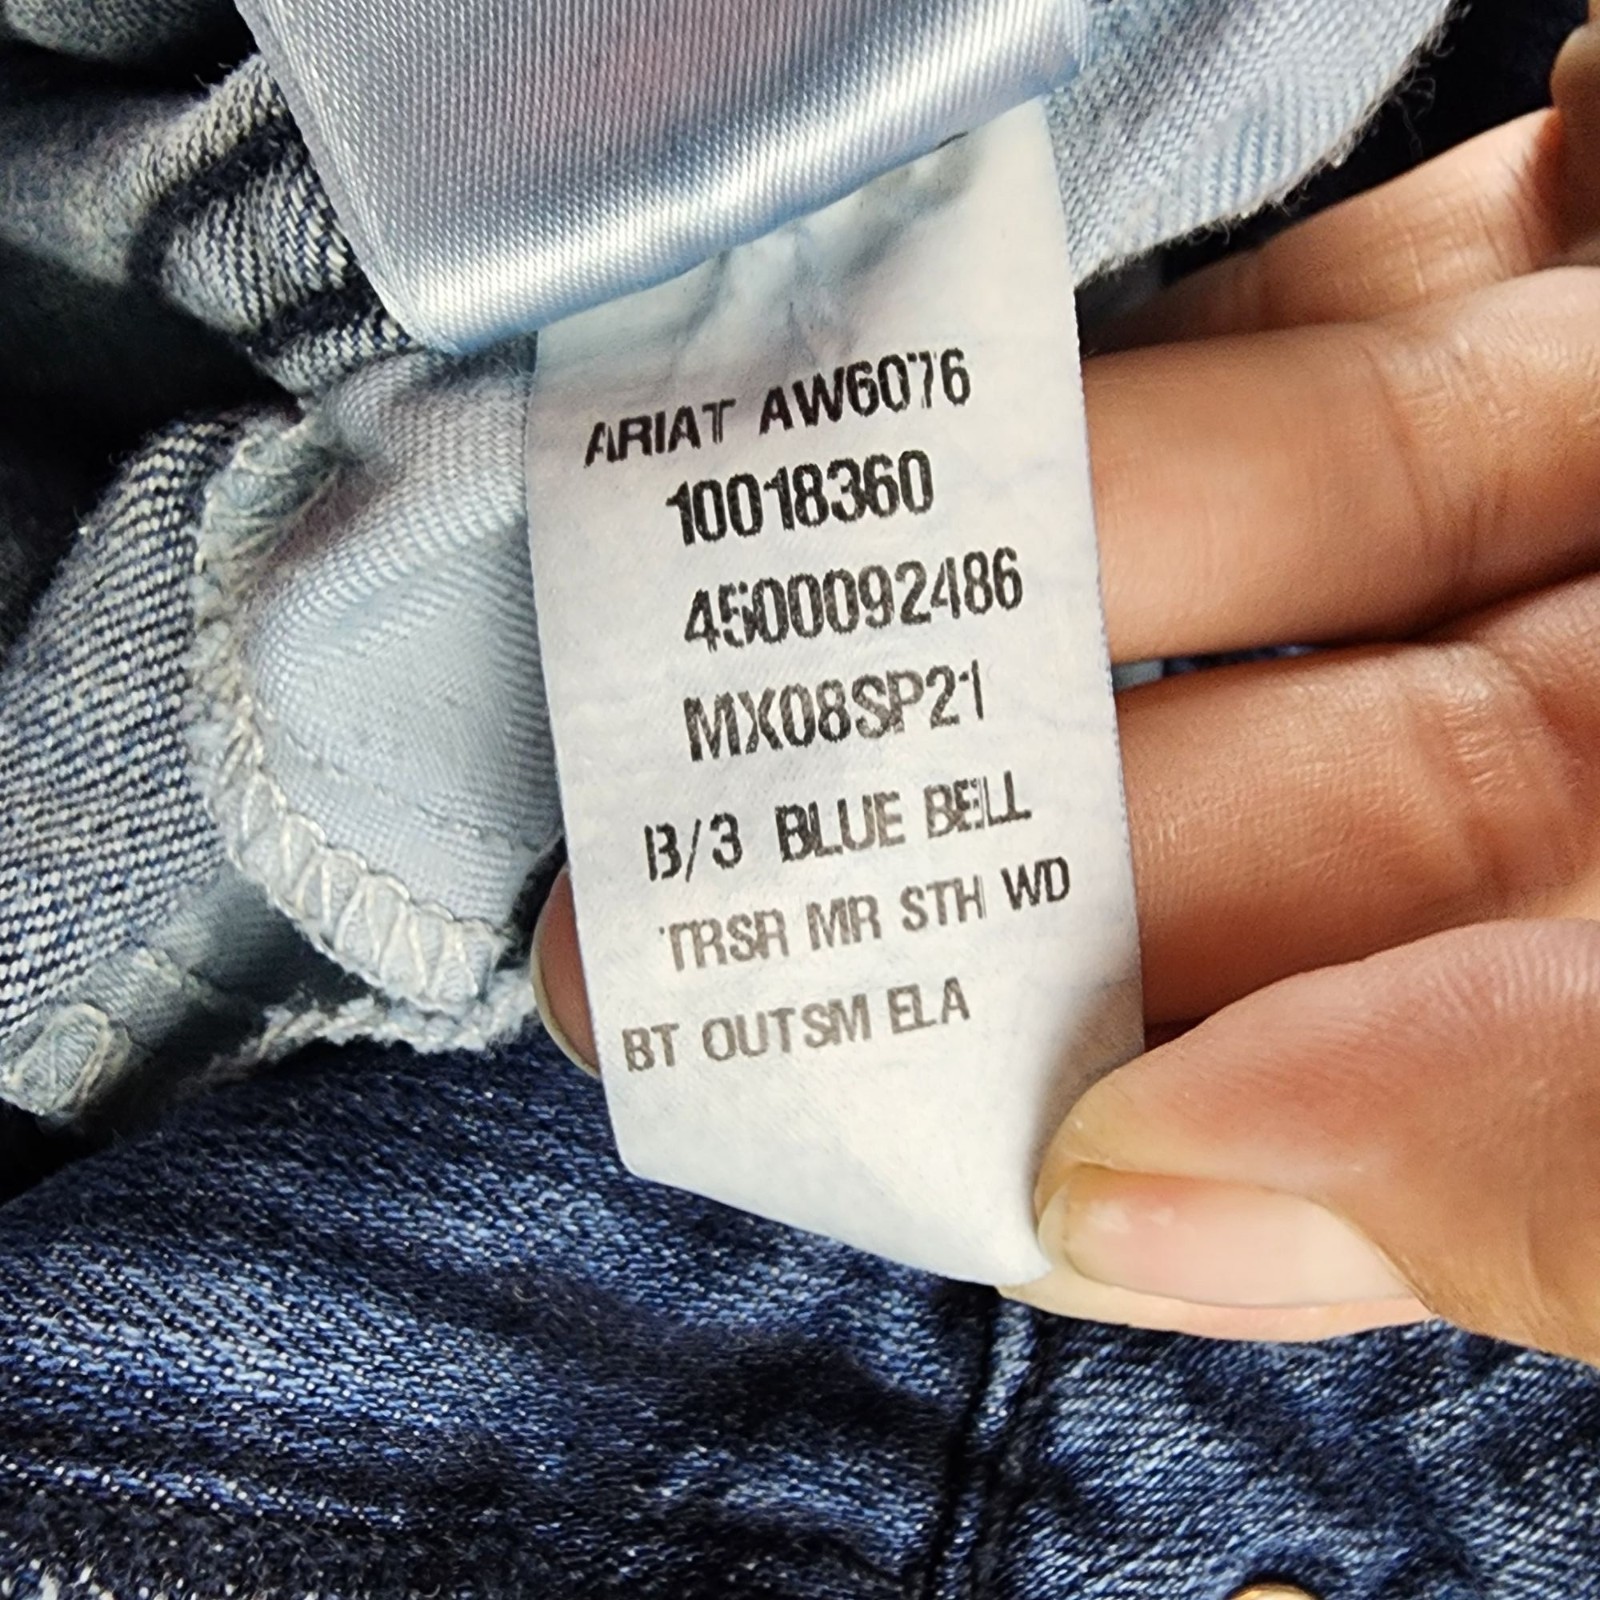 ARIAT AW6076
10018360
4500092486
MX08SP21
B/3 BLUE BELL
TRSR MR STH WD
BT OUTSM ELA